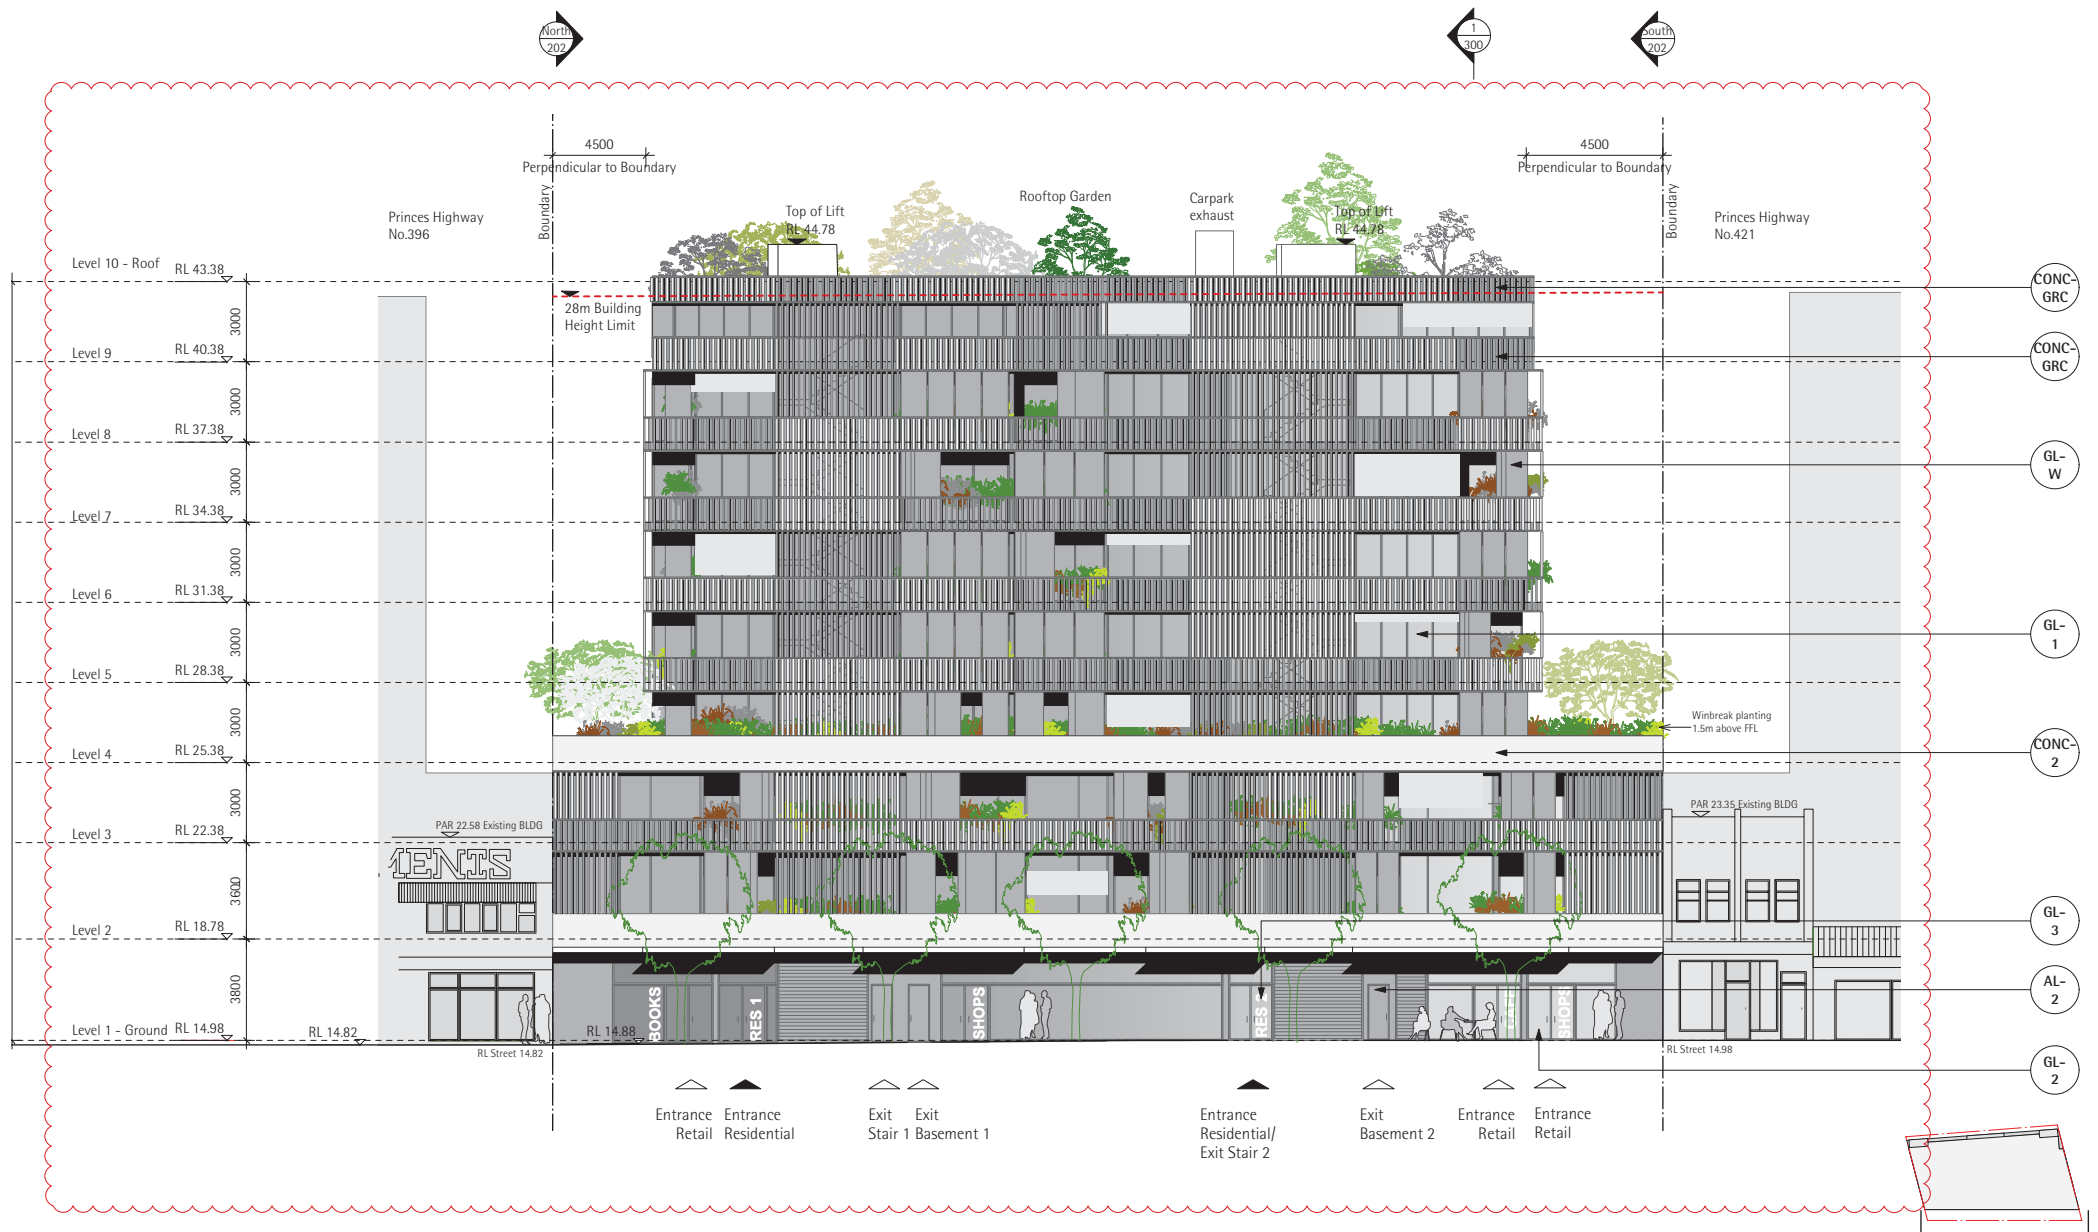 North
202
1
300
South
202
4500
Perpendicular to Boundary
4500
Perpendicular to Boundary
Boundary
Boundary
Princes Highway
No.396
Top of Lift
RL 44.78
Rooftop Garden
Carpark
exhaust
Top of Lift
RL 44.78
Princes Highway
No.421
Level 10 - Roof RL 43.38
28m Building
Height Limit
CONC-
GRC
3000
Level 9 RL 40.38
CONC-
GRC
3000
Level 8 RL 37.38
GL-
W
3000
Level 7 RL 34.38
3000
Level 6 RL 31.38
GL-
1
3000
Level 5 RL 28.38
3000
Winbreak planting
1.5m above FFL
Level 4 RL 25.38
CONC-
2
3000
PAR 22.58 Existing BLDG
PAR 23.35 Existing BLDG
Level 3 RL 22.38
MENTS
3600
Level 2 RL 18.78
GL-
3
3800
AL-
2
BOOKS
RES 1
SHOPS
RES 2
CAFE
SHOPS
Level 1 - Ground RL 14.98
RL 14.82
RL 14.88
RL Street 14.82
RL Street 14.98
GL-
2
Entrance
Retail
Entrance
Residential
Exit
Stair 1
Exit
Basement 1
Entrance
Residential/
Exit Stair 2
Exit
Basement 2
Entrance
Retail
Entrance
Retail